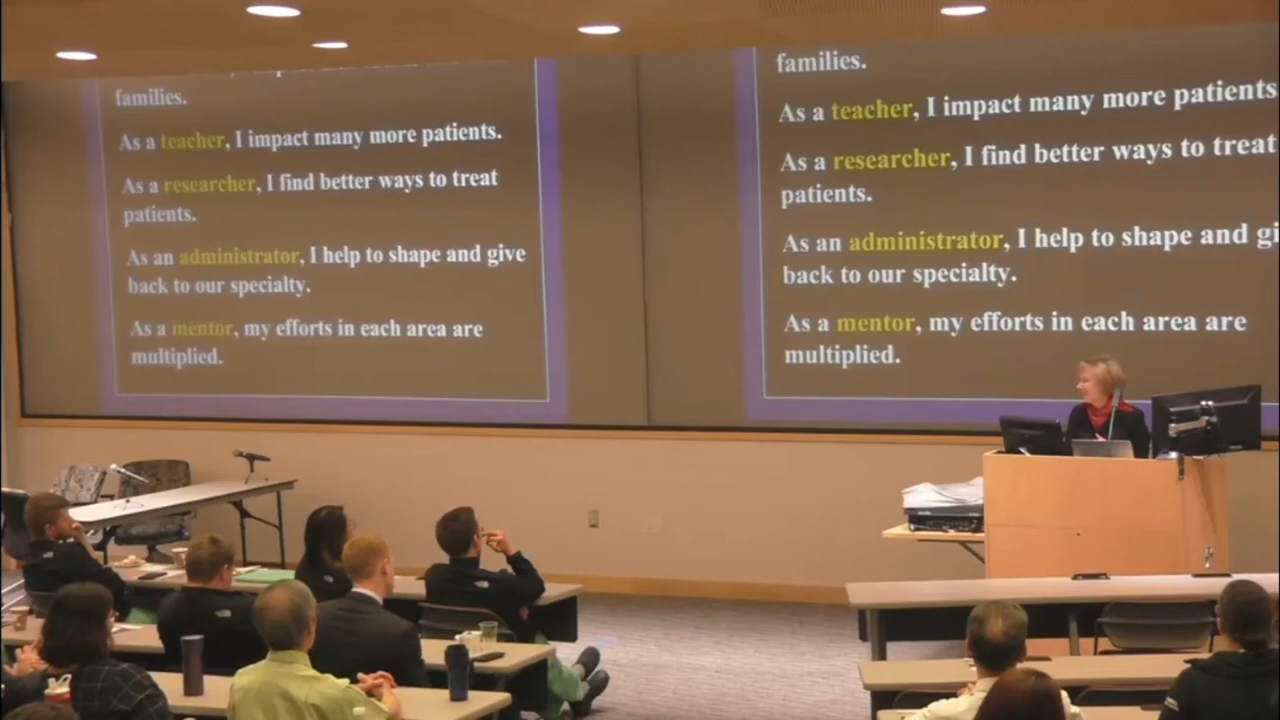 families.
As a teacher, I impact many more patients.
As a researcher, I find better ways to treat
patients.
As an administrator, I help to shape and give
back to our specialty.
As a mentor, my efforts in each area are
multiplied.
families.
As a teacher, I impact many more patients
As a researcher, I find better ways to treat
patients.
As an administrator, I help to shape and gi
back to our specialty.
As a mentor, my efforts in each area are
multiplied.